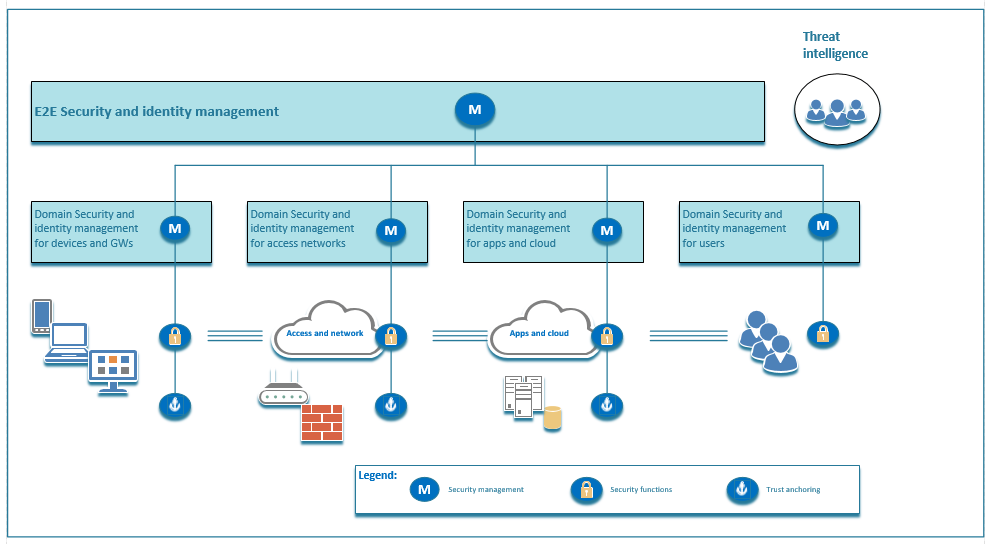 Threat
intelligence
E2E Security and identity management
M
Domain Security and
identity management
for devices and GWs
M
Domain Security and
identity management
for access networks
M
Domain Security and
identity management
for apps and cloud
M
Domain Security and
identity management
for users
M
Access and network
Apps and cloud
Legend:
M
Security management
Security functions
Trust anchoring